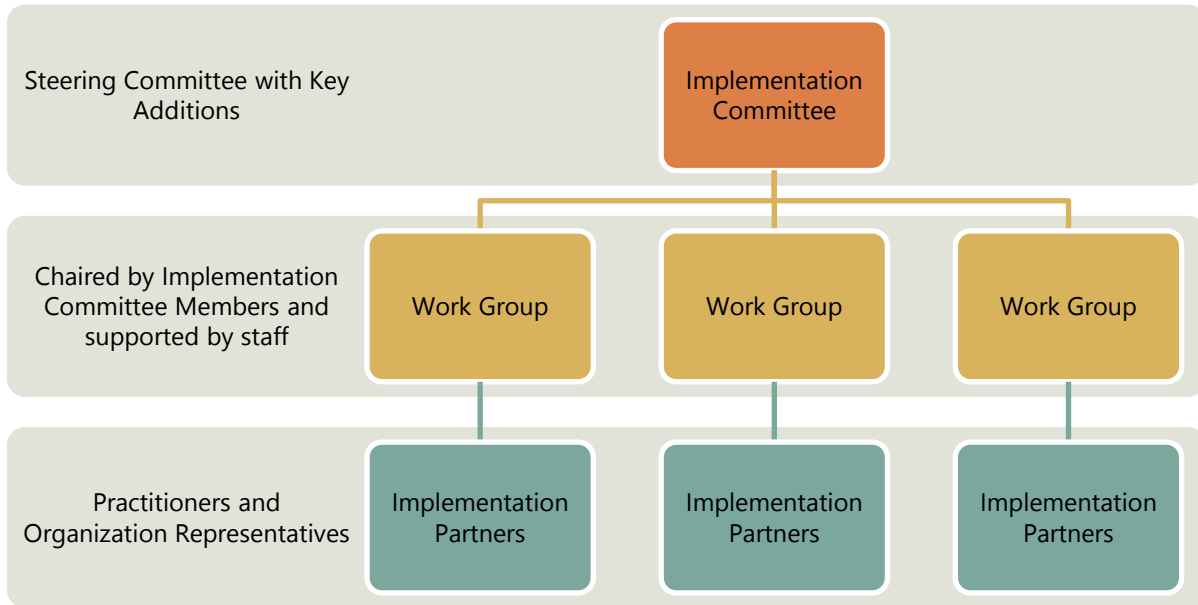 Steering Committee with Key
Additions
Implementation
Committee
Chaired by Implementation
Committee Members and
supported by staff
Work Group
Work Group
Work Group
Practitioners and
Organization Representatives
Implementation
Partners
Implementation
Partners
Implementation
Partners